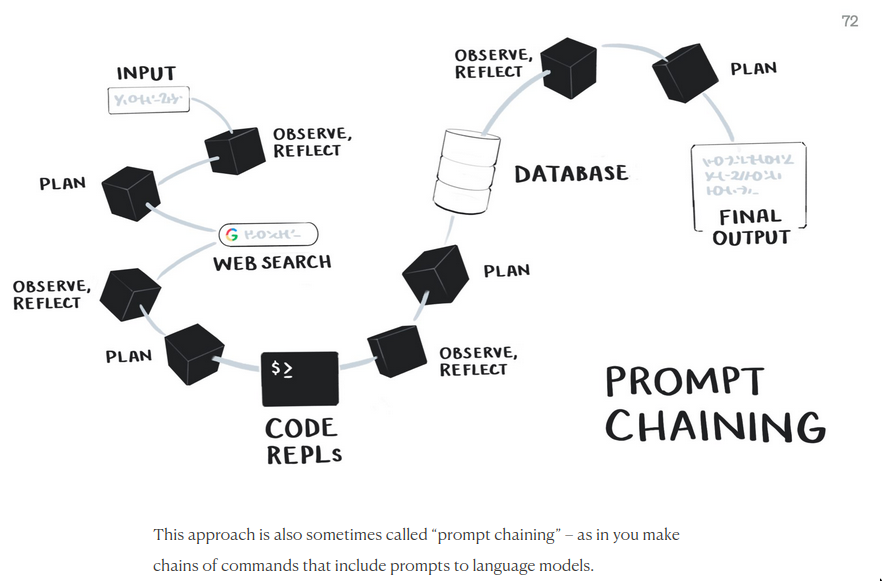 72
INPUT
OBSERVE,
REFLECT
PLAN
G
WEB SEARCH
OBSERVE,
REFLECT
PLAN
$>
CODE
REPLs
OBSERVE,
REFLECT
PLAN
DATABASE
OBSERVE,
REFLECT
PLAN
FINAL
OUTPUT
PROMPT
CHAINING
This approach is also sometimes called “prompt chaining” – as in you make
chains of commands that include prompts to language models.